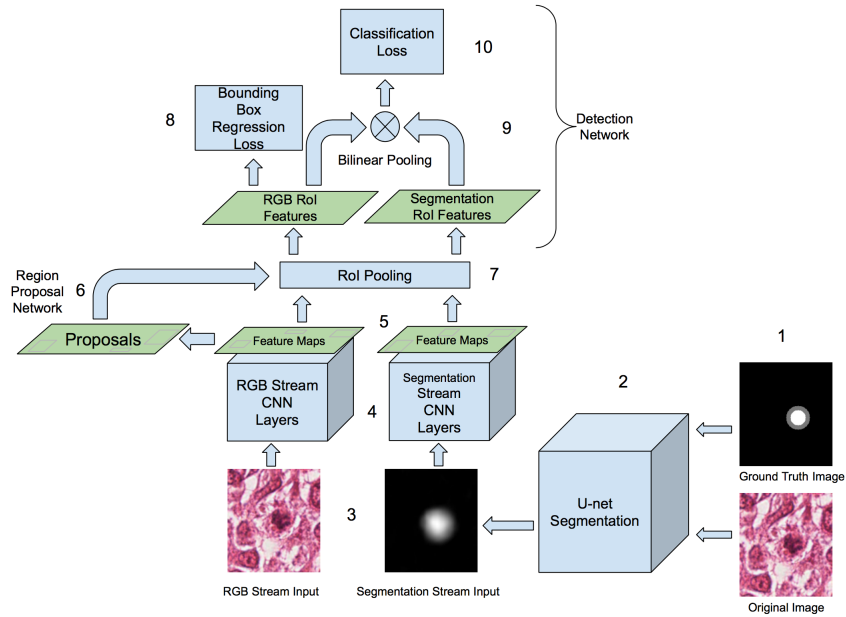 Classification
Loss
10
Bounding
Box
Regression
Loss
8
9
Detection
Network
Bilinear Pooling
RGB RoI
Features
Segmentation
RoI Features
Region
Proposal
Network
6
RoI Pooling
7
Proposals
Feature Maps
5
Feature Maps
1
RGB Stream
CNN
Layers
4
Segmentation
Stream
CNN
Layers
2
Ground Truth Image
U-net
Segmentation
3
RGB Stream Input
Segmentation Stream Input
Original Image